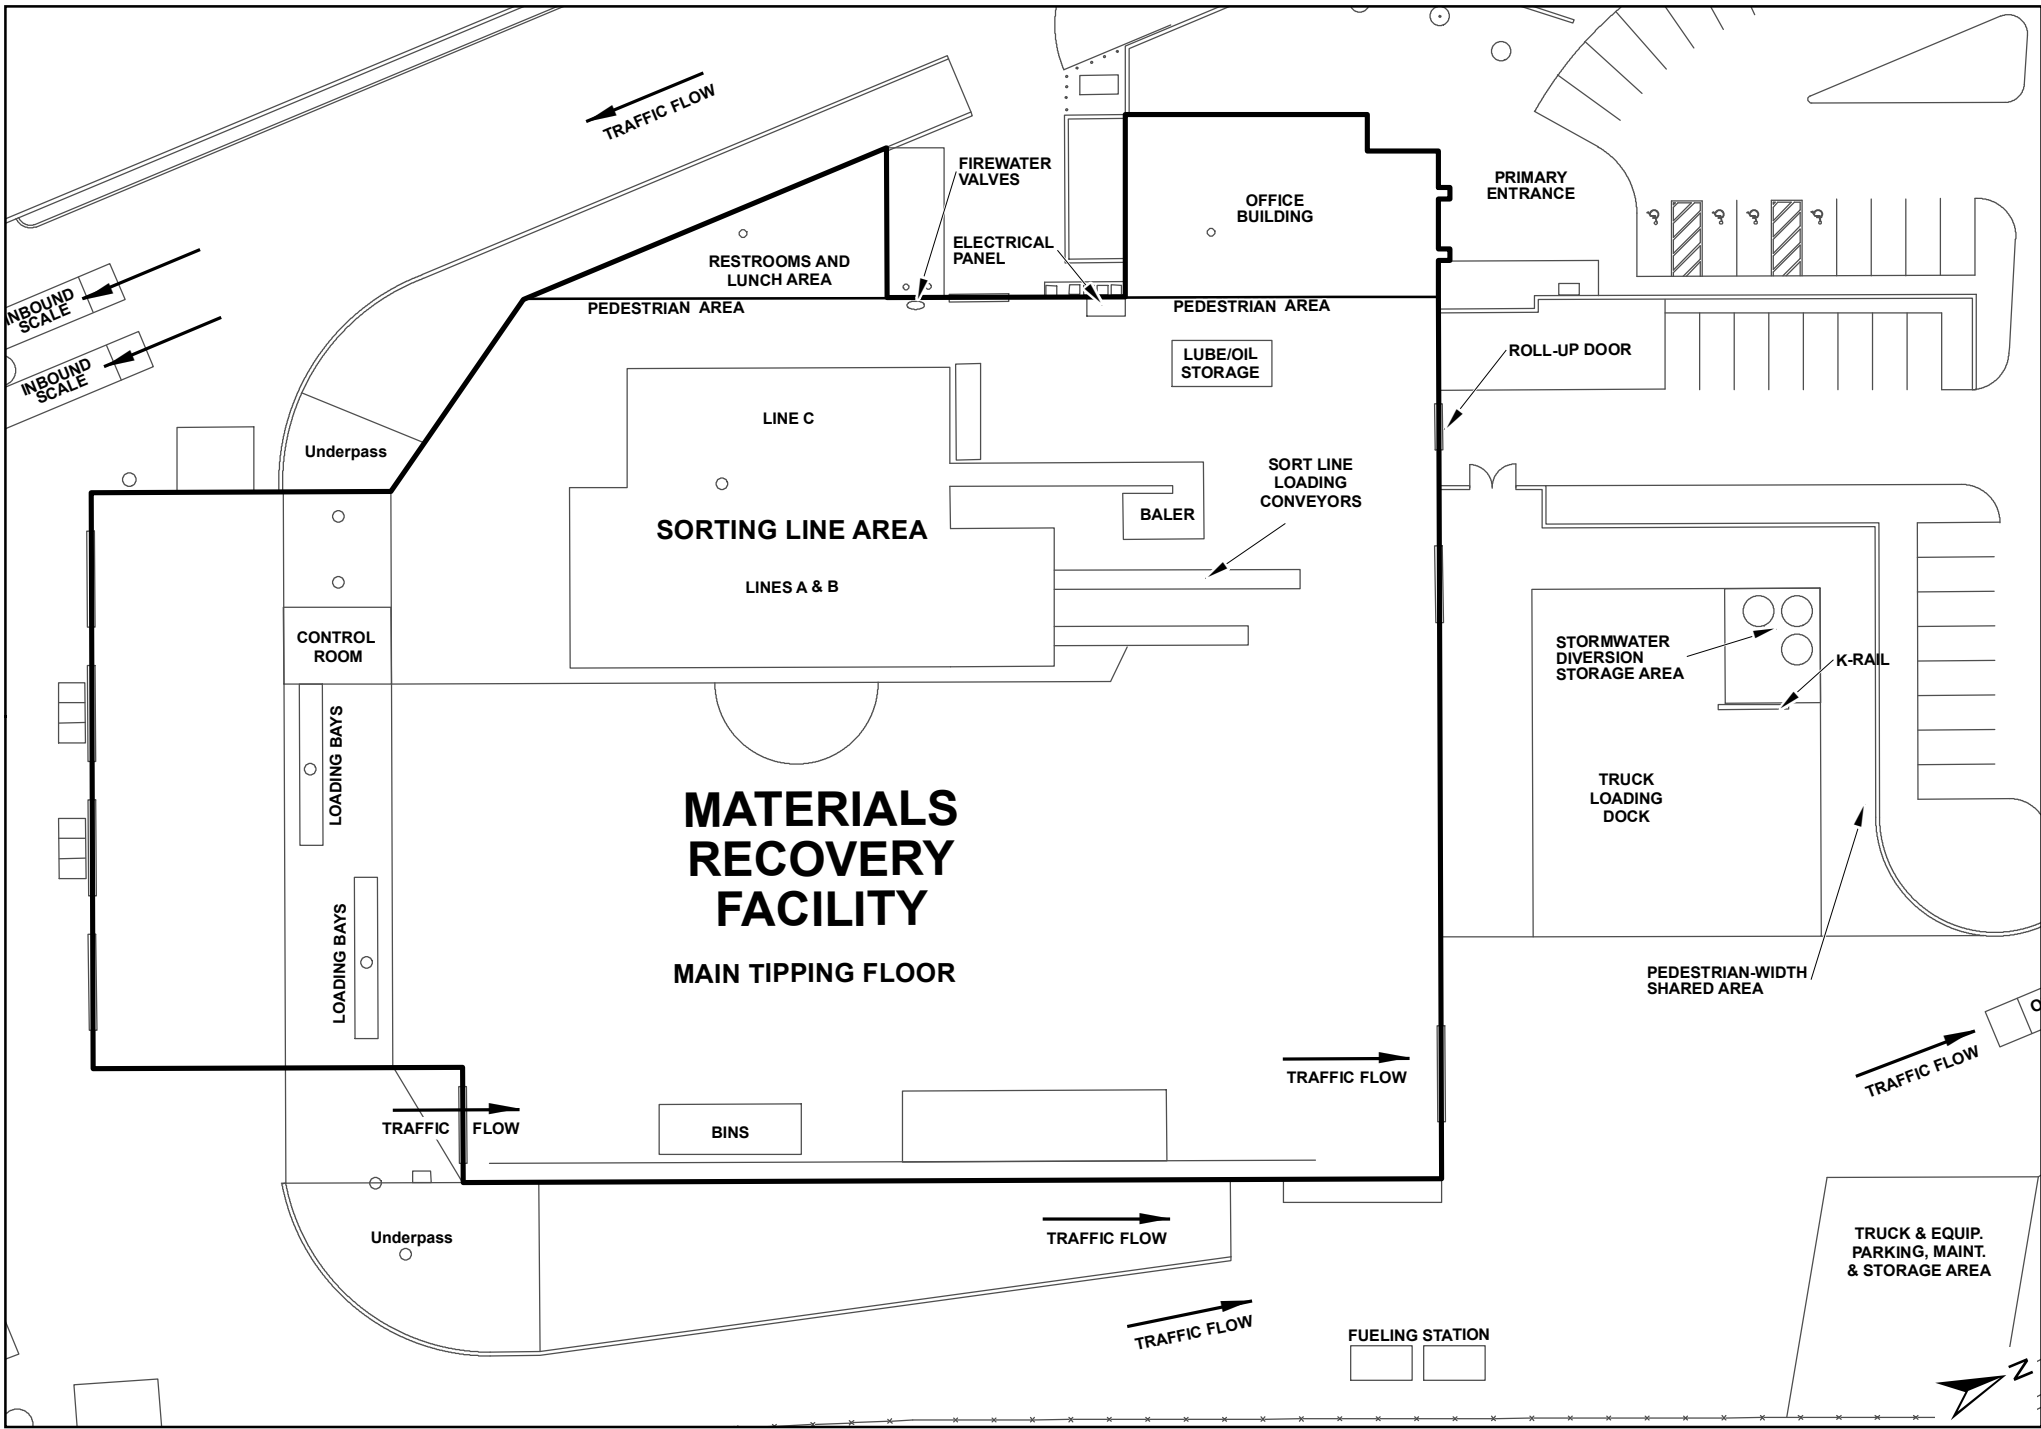 TRAFFIC FLOW
FIREWATER
VALVES
PRIMARY
ENTRANCE
OFFICE
BUILDING
ELECTRICAL
PANEL
RESTROOMS AND
LUNCH AREA
INBOUND
SCALE
PEDESTRIAN AREA
PEDESTRIAN AREA
INBOUND
SCALE
LUBE/OIL
STORAGE
ROLL-UP DOOR
LINE C
Underpass
SORT LINE
LOADING
CONVEYORS
BALER
SORTING LINE AREA
LINES A & B
CONTROL
ROOM
STORMWATER
DIVERSION
STORAGE AREA
K-RAIL
LOADING BAYS
TRUCK
LOADING
DOCK
MATERIALS
RECOVERY
FACILITY
LOADING BAYS
MAIN TIPPING FLOOR
PEDESTRIAN-WIDTH
SHARED AREA
TRAFFIC FLOW
TRAFFIC FLOW
TRAFFIC FLOW
BINS
Underpass
TRAFFIC FLOW
TRUCK & EQUIP.
PARKING, MAINT.
& STORAGE AREA
TRAFFIC FLOW
FUELING STATION
N